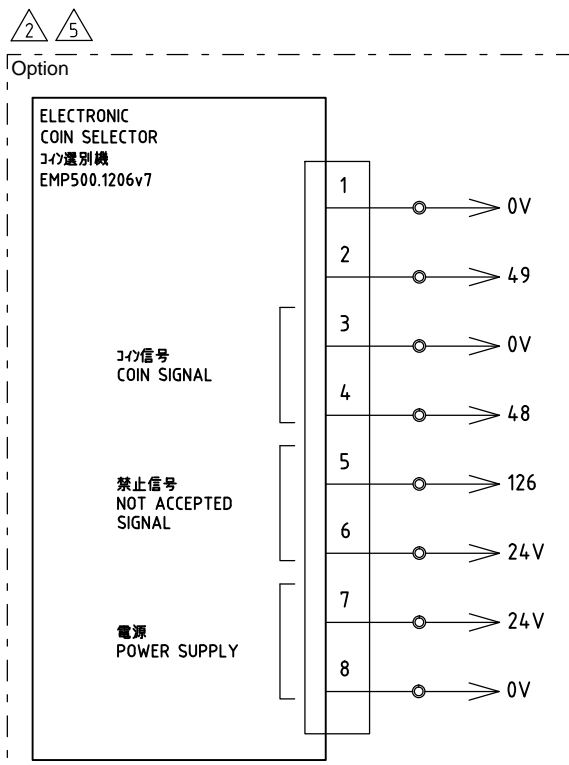 2 5
Option
ELECTRONIC
COIN SELECTOR
ｺｲﾝ選別機
EMP500.1206v7
1
0V
2
49
3
0V
ｺｲﾝ信号
COIN SIGNAL
4
48
5
126
禁止信号
NOT ACCEPTED
SIGNAL
6
24V
7
24V
電源
POWER SUPPLY
8
0V